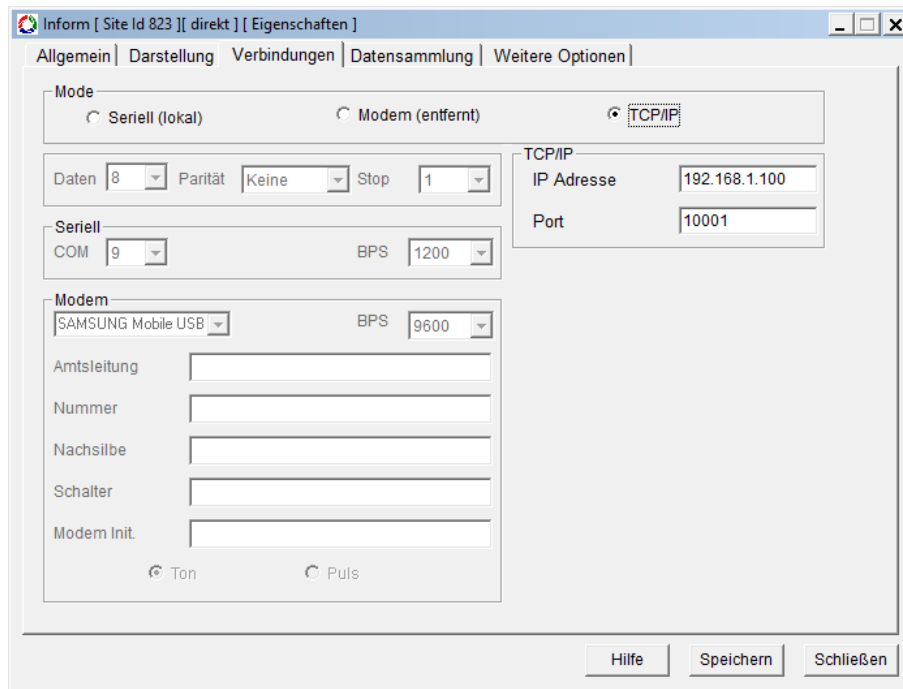 Inform [ Site Id 823 ][ direkt ] [ Eigenschaften ]
Allgemein Darstellung Verbindungen Datensammlung Weitere Optionen
Mode
Seriell (lokal) Modem (entfernt) TCP/IP
Daten 8 Parität Keine Stop 1
Seriell
COM 9 BPS 1200
Modem
SAMSUNG Mobile USB BPS 9600
Amtsleitung
Nummer
Nachsilbe
Schalter
Modem Init.
Ton Puls
TCP/IP
IP Adresse 192.168.1.100
Port 10001
Hilfe Speichern Schließen